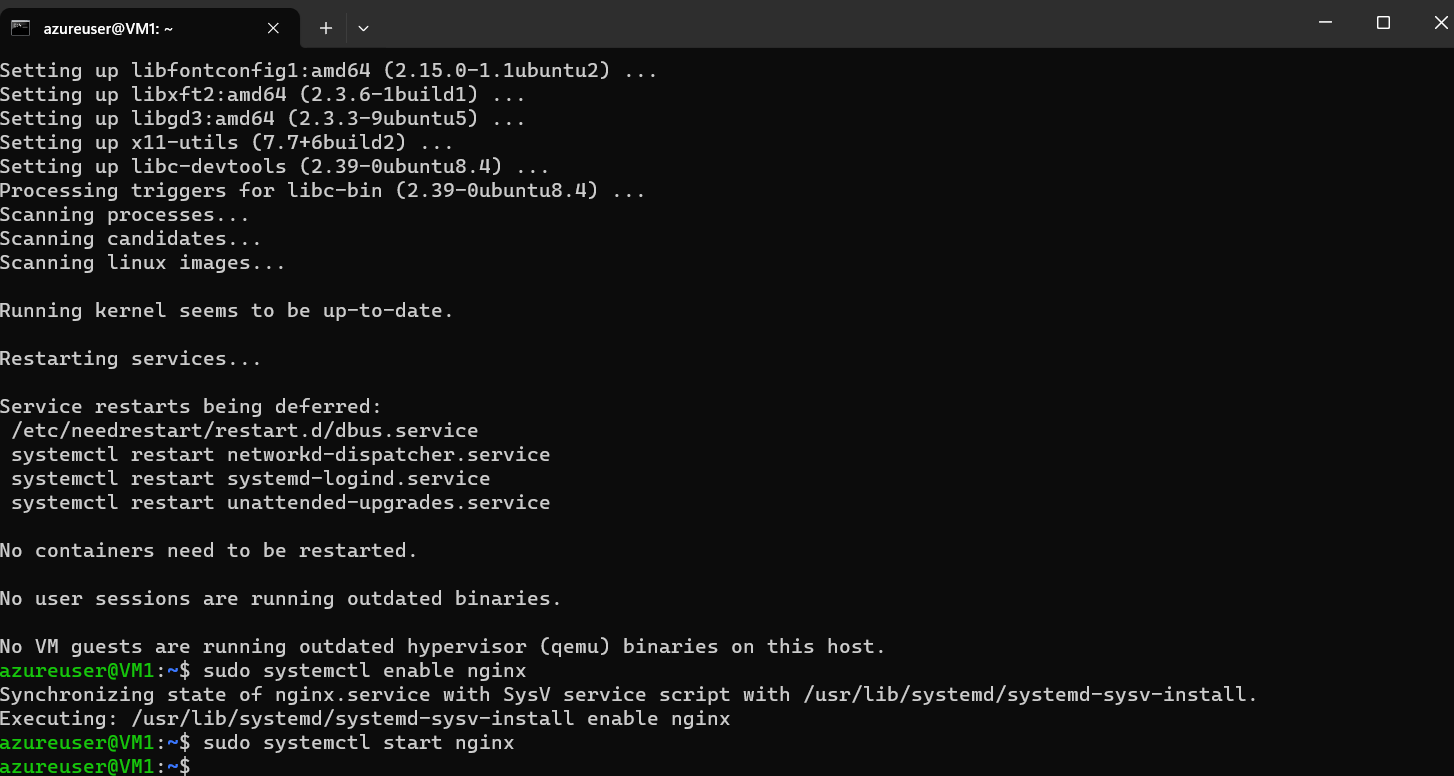 azureuser@VM1: ~
Setting up libfontconfig1:amd64 (2.15.0-1.1ubuntu2) ...
Setting up libxft2:amd64 (2.3.6-1build1) ...
Setting up libgd3:amd64 (2.3.3-9ubuntu5) ...
Setting up x11-utils (7.7+6build2) ...
Setting up libc-devtools (2.39-0ubuntu8.4) ...
Processing triggers for libc-bin (2.39-0ubuntu8.4) ...
Scanning processes...
Scanning candidates...
Scanning linux images...
Running kernel seems to be up-to-date.
Restarting services...
Service restarts being deferred:
 /etc/needrestart/restart.d/dbus.service
 systemctl restart networkd-dispatcher.service
 systemctl restart systemd-logind.service
 systemctl restart unattended-upgrades.service
No containers need to be restarted.
No user sessions are running outdated binaries.
No VM guests are running outdated hypervisor (qemu) binaries on this host.
azureuser@VM1:~$ sudo systemctl enable nginx
Synchronizing state of nginx.service with SysV service script with /usr/lib/systemd/systemd-sysv-install.
Executing: /usr/lib/systemd/systemd-sysv-install enable nginx
azureuser@VM1:~$ sudo systemctl start nginx
azureuser@VM1:~$